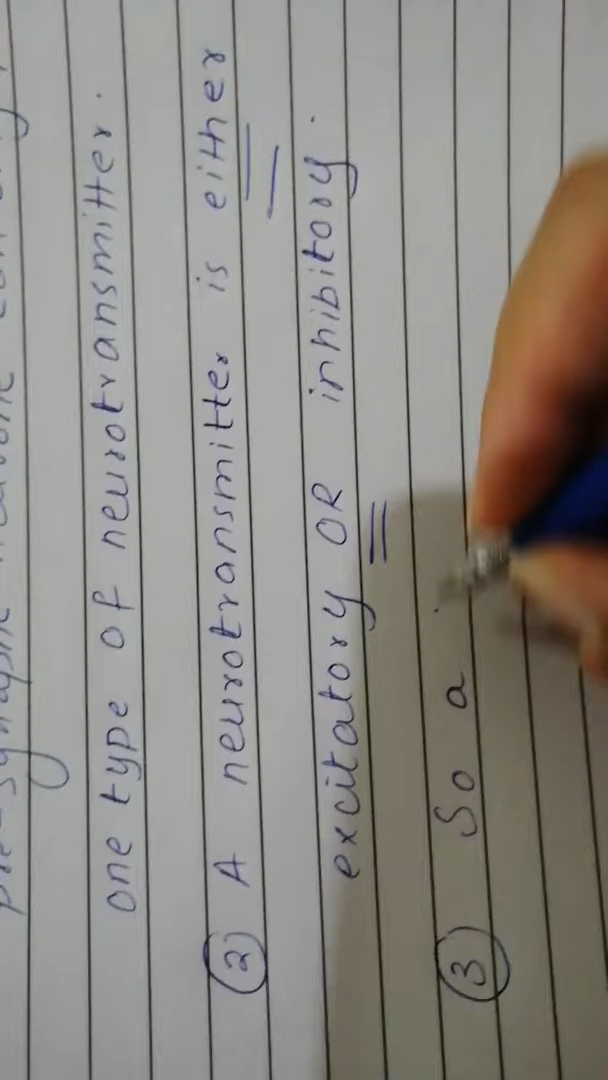 one type of neurotransmitter.
(2) A neurotransmitter is either
excitatory OR inhibitory.
(3) So a